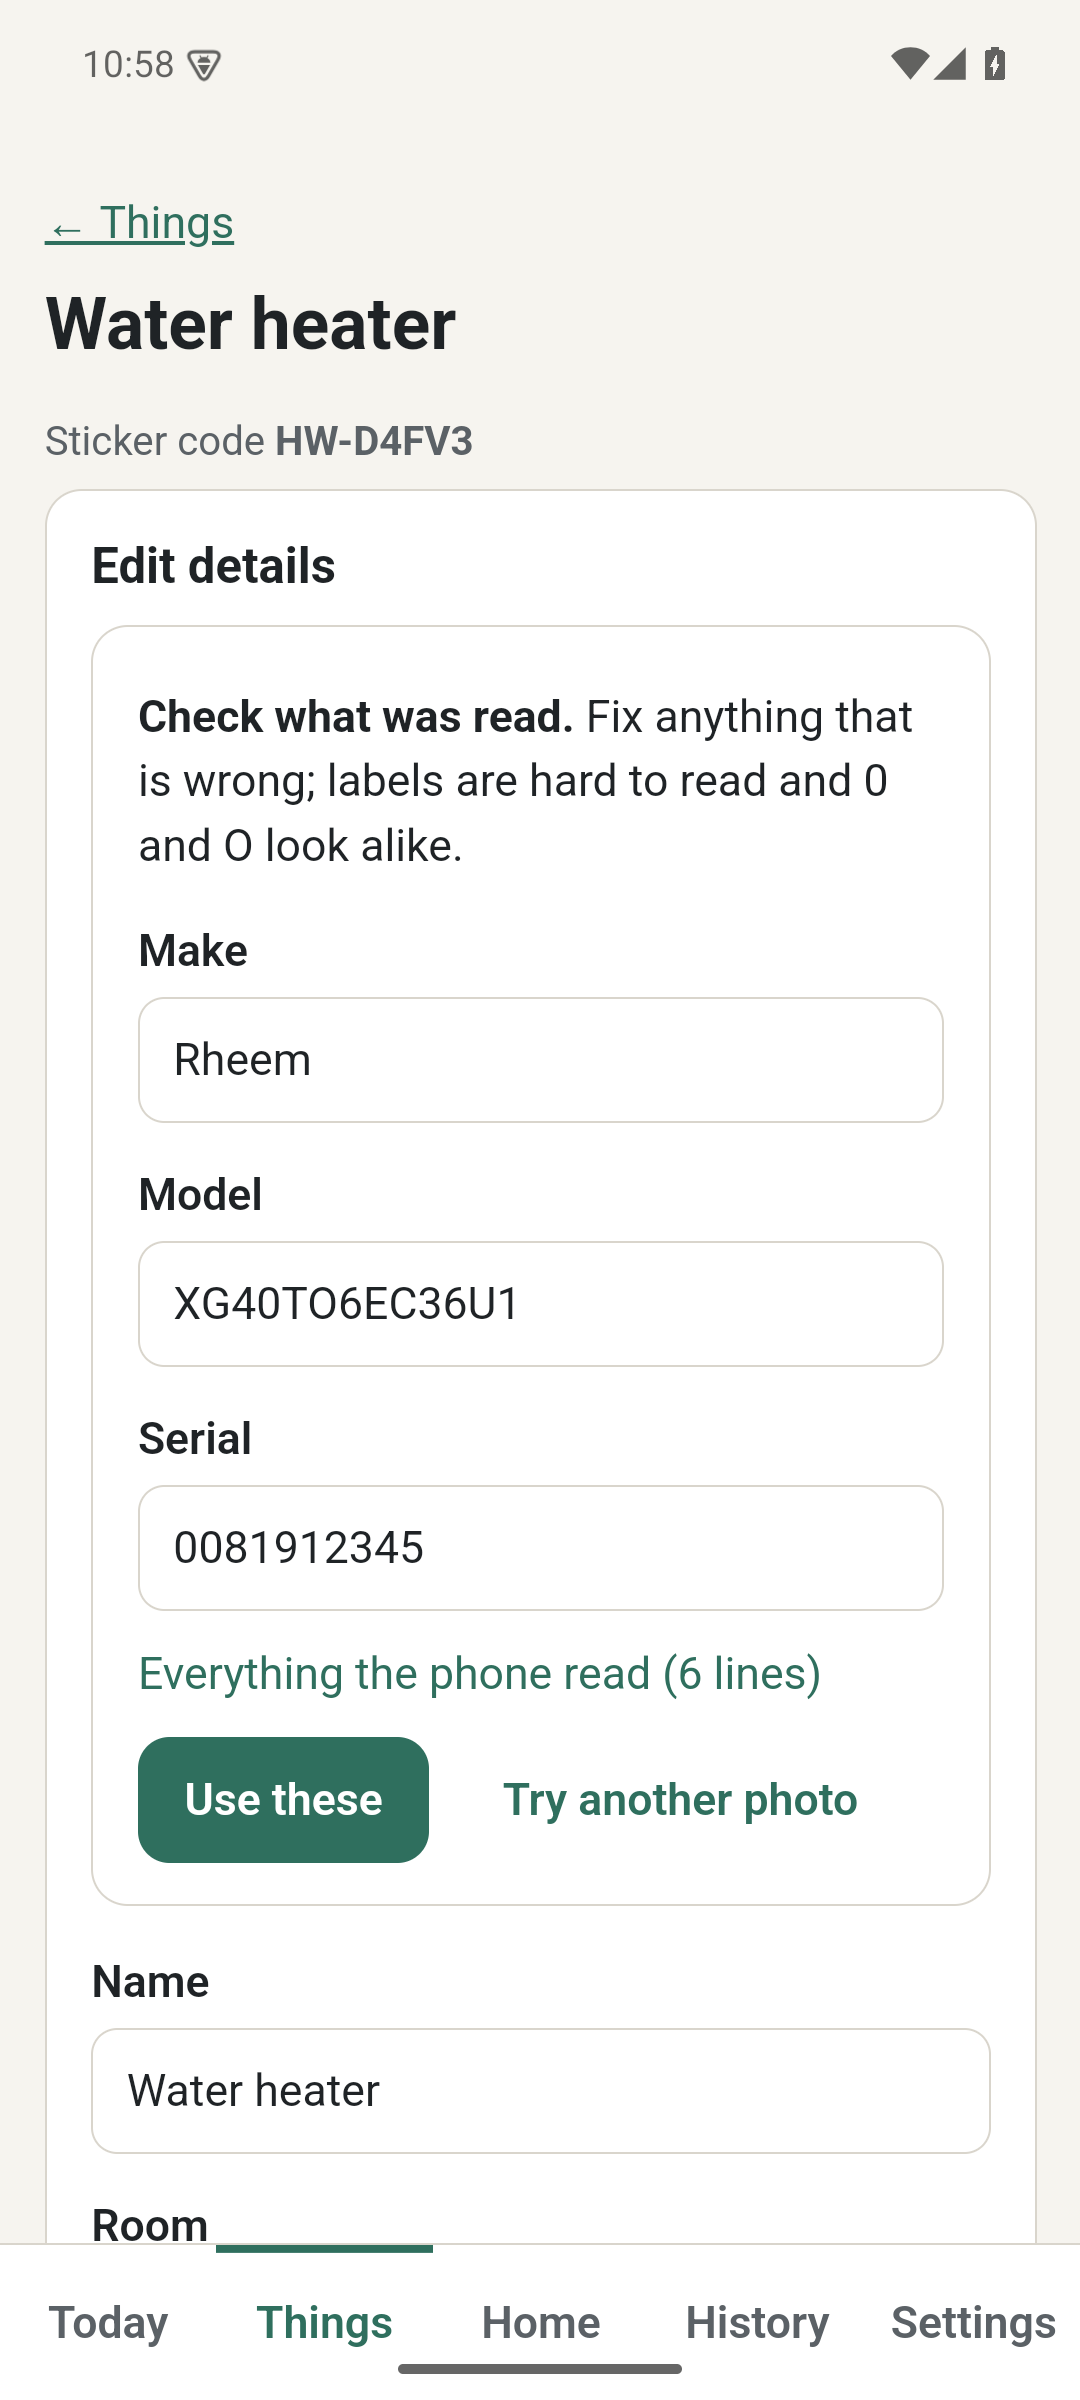 10:58
← Things
Water heater
Sticker code HW-D4FV3
Edit details
Check what was read. Fix anything that
is wrong; labels are hard to read and 0
and O look alike.
Make
Rheem
Model
XG40TO6EC36U1
Serial
0081912345
Everything the phone read (6 lines)
Use these
Try another photo
Name
Water heater
Room
Today
Things
Home
History
Settings